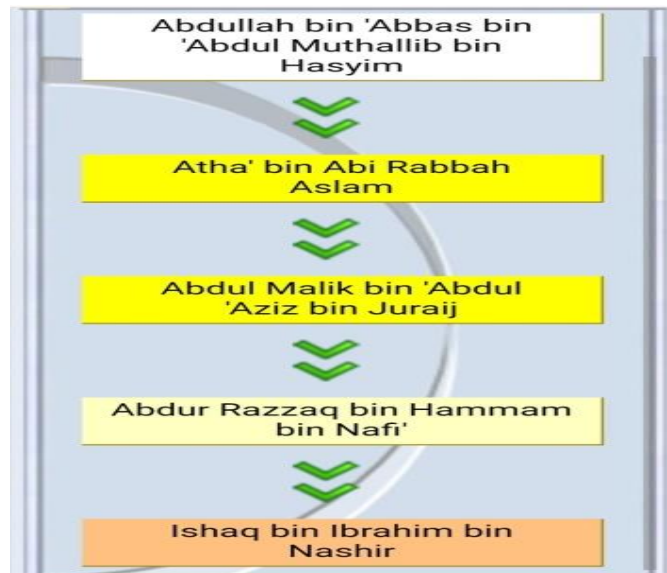 Abdullah bin 'Abbas bin
'Abdul Muthallib bin
Hasyim
Atha' bin Abi Rabbah
Aslam
Abdul Malik bin 'Abdul
'Aziz bin Juraij
Abdur Razzaq bin Hammam
bin Nafi'
Ishaq bin Ibrahim bin
Nashir